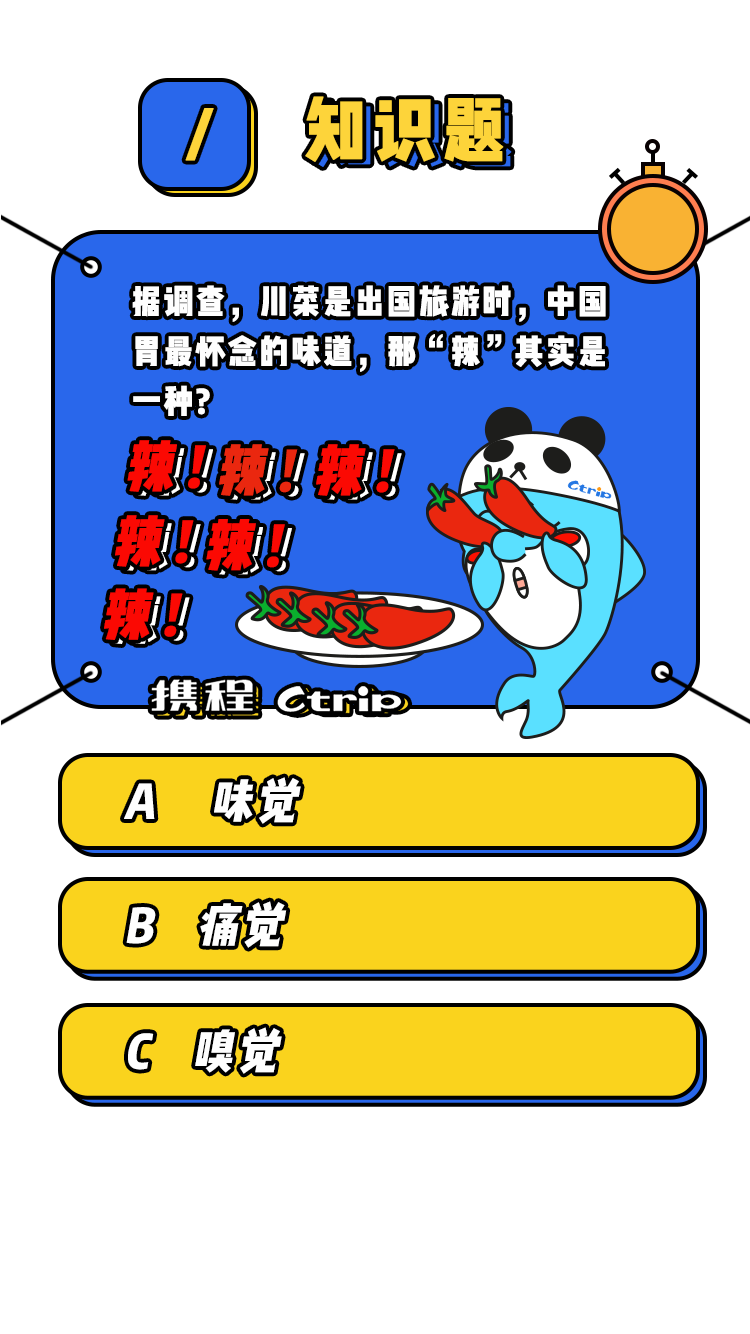 / 知识题
据调查，川菜是出国旅游时，中国
胃最怀念的味道，那“辣”其实是
一种？
辣！辣！辣！
辣！辣！
辣！
Ctrip
携程 Ctrip
A 味觉
B 痛觉
C 嗅觉